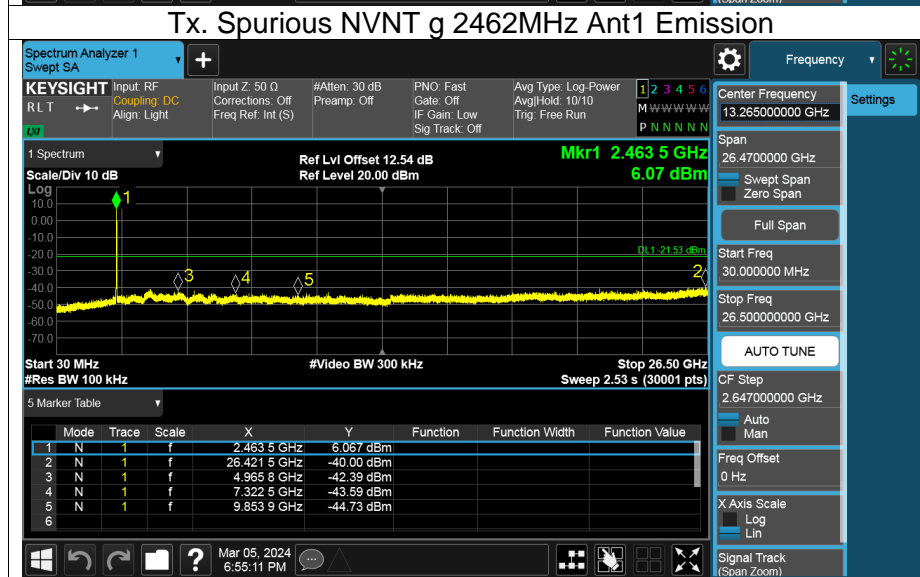 (Span Zoom)
Tx. Spurious NVNT g 2462MHz Ant1 Emission
Spectrum Analyzer 1
Swept SA
+
Frequency
KEYSIGHT Input: RF Input Z: 50 Ω #Atten: 30 dB PNO: Fast Avg Type: Log-Power 1 2 3 4 5 6
RLT Coupling: DC Corrections: Off Preamp: Off Gate: Off Avg|Hold: 10/10 M W W W W W
Align: Light Freq Ref: Int (S) IF Gain: Low Trig: Free Run
LXI Sig Track: Off P N N N N N
1 Spectrum
Ref Lvl Offset 12.54 dB Mkr1 2.463 5 GHz
Scale/Div 10 dB Ref Level 20.00 dBm 6.07 dBm
Log
10.0
0.00
-10.0
-20.0
-30.0
-40.0
-50.0
-60.0
-70.0
1
DL1 -21.53 dBm
2
3
4
5
Start 30 MHz #Video BW 300 kHz Stop 26.50 GHz
#Res BW 100 kHz Sweep 2.53 s (30001 pts)
5 Marker Table
Mode Trace Scale X Y Function Function Width Function Value
1 N 1 f 2.463 5 GHz 6.067 dBm
2 N 1 f 26.421 5 GHz -40.00 dBm
3 N 1 f 4.965 8 GHz -42.39 dBm
4 N 1 f 7.322 5 GHz -43.59 dBm
5 N 1 f 9.853 9 GHz -44.73 dBm
6
?
Mar 05, 2024
6:55:11 PM
Center Frequency
13.265000000 GHz
Settings
Span
26.4700000 GHz
Swept Span
Zero Span
Full Span
Start Freq
30.000000 MHz
Stop Freq
26.500000000 GHz
AUTO TUNE
CF Step
2.647000000 GHz
Auto
Man
Freq Offset
0 Hz
X Axis Scale
Log
Lin
Signal Track
(Span Zoom)